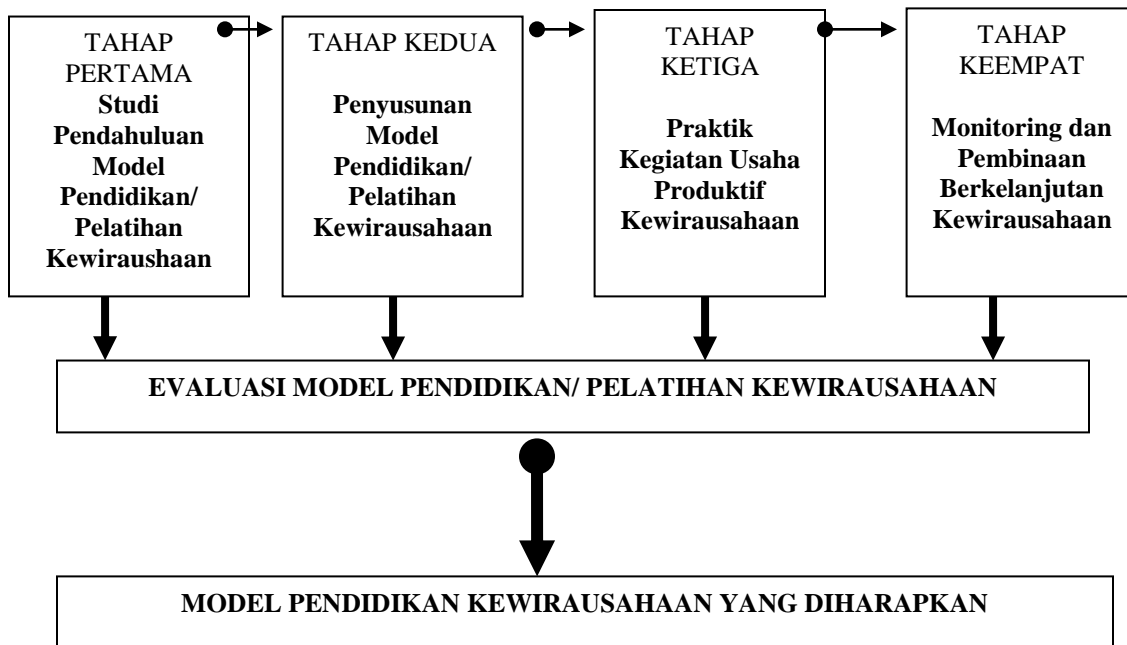 TAHAP
PERTAMA
Studi
Pendahuluan
Model
Pendidikan/
Pelatihan
Kewiraushaan
TAHAP KEDUA
Penyusunan
Model
Pendidikan/
Pelatihan
Kewirausahaan
TAHAP
KETIGA
Praktik
Kegiatan Usaha
Produktif
Kewirausahaan
TAHAP
KEEMPAT
Monitoring dan
Pembinaan
Berkelanjutan
Kewirausahaan
EVALUASI MODEL PENDIDIKAN/ PELATIHAN KEWIRAUSAHAAN
MODEL PENDIDIKAN KEWIRAUSAHAAN YANG DIHARAPKAN